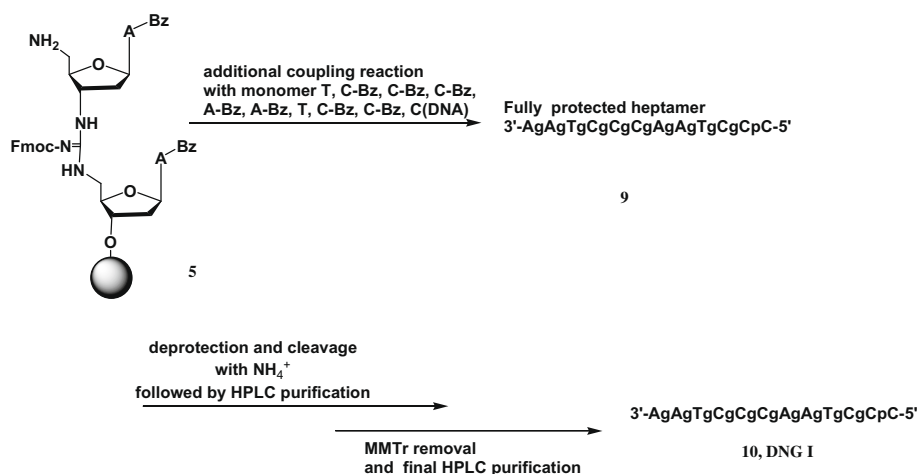 Bz
A
NH2
O
NH
Fmoc-N
HN
Bz
A
O
O
5
additional coupling reaction
with monomer T, C-Bz, C-Bz, C-Bz,
A-Bz, A-Bz, T, C-Bz, C-Bz, C(DNA)
Fully protected heptamer
3'-AgAgTgCgCgCgAgAgTgCgCpC-5'
9
deprotection and cleavage
with NH4+
followed by HPLC purification
MMTr removal
and final HPLC purification
3'-AgAgTgCgCgCgAgAgTgCgCpC-5'
10, DNG I